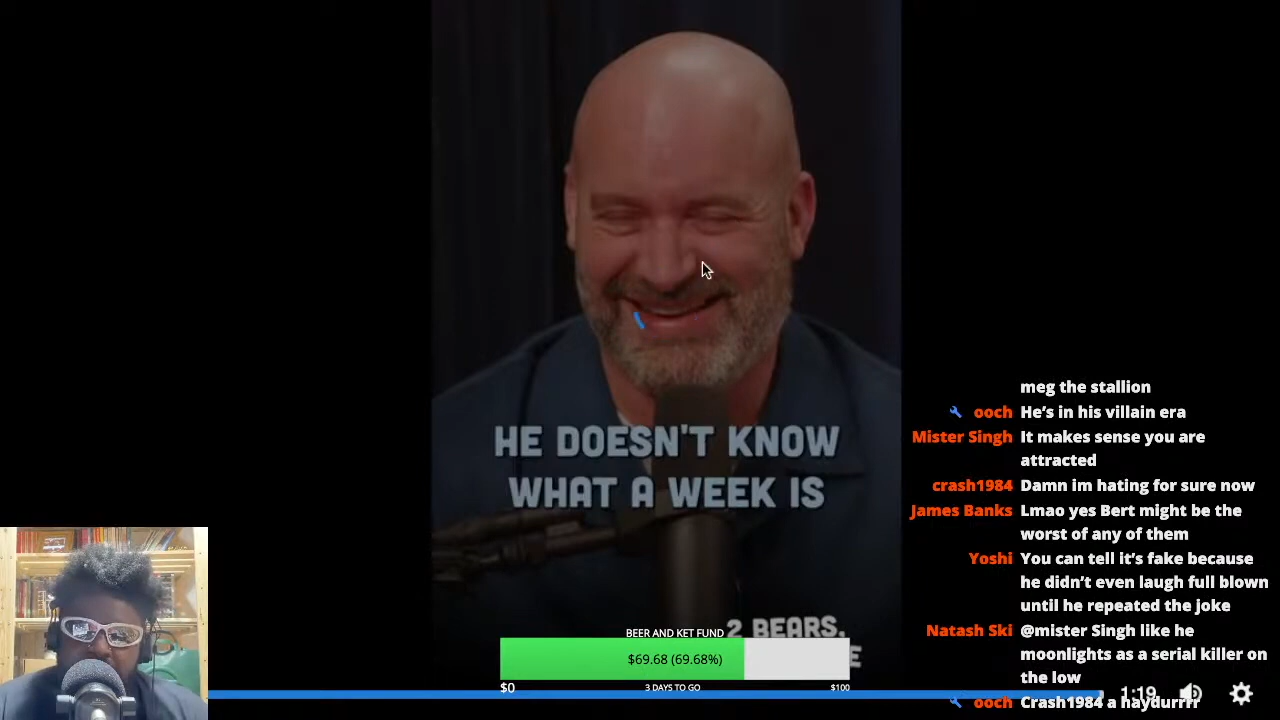 HE DOESN'T KNOW
WHAT A WEEK IS
2 BEARS,
E
BEER AND KET FUND
$69.68 (69.68%)
$0
3 DAYS TO GO
$100
1:19
meg the stallion
ooch He's in his villain era
Mister Singh It makes sense you are
attracted
crash1984 Damn im hating for sure now
James Banks Lmao yes Bert might be the
worst of any of them
Yoshi You can tell it's fake because
he didn't even laugh full blown
until he repeated the joke
Natash Ski @mister Singh like he
moonlights as a serial killer on
the low
ooch Crash1984 a haydurrrr